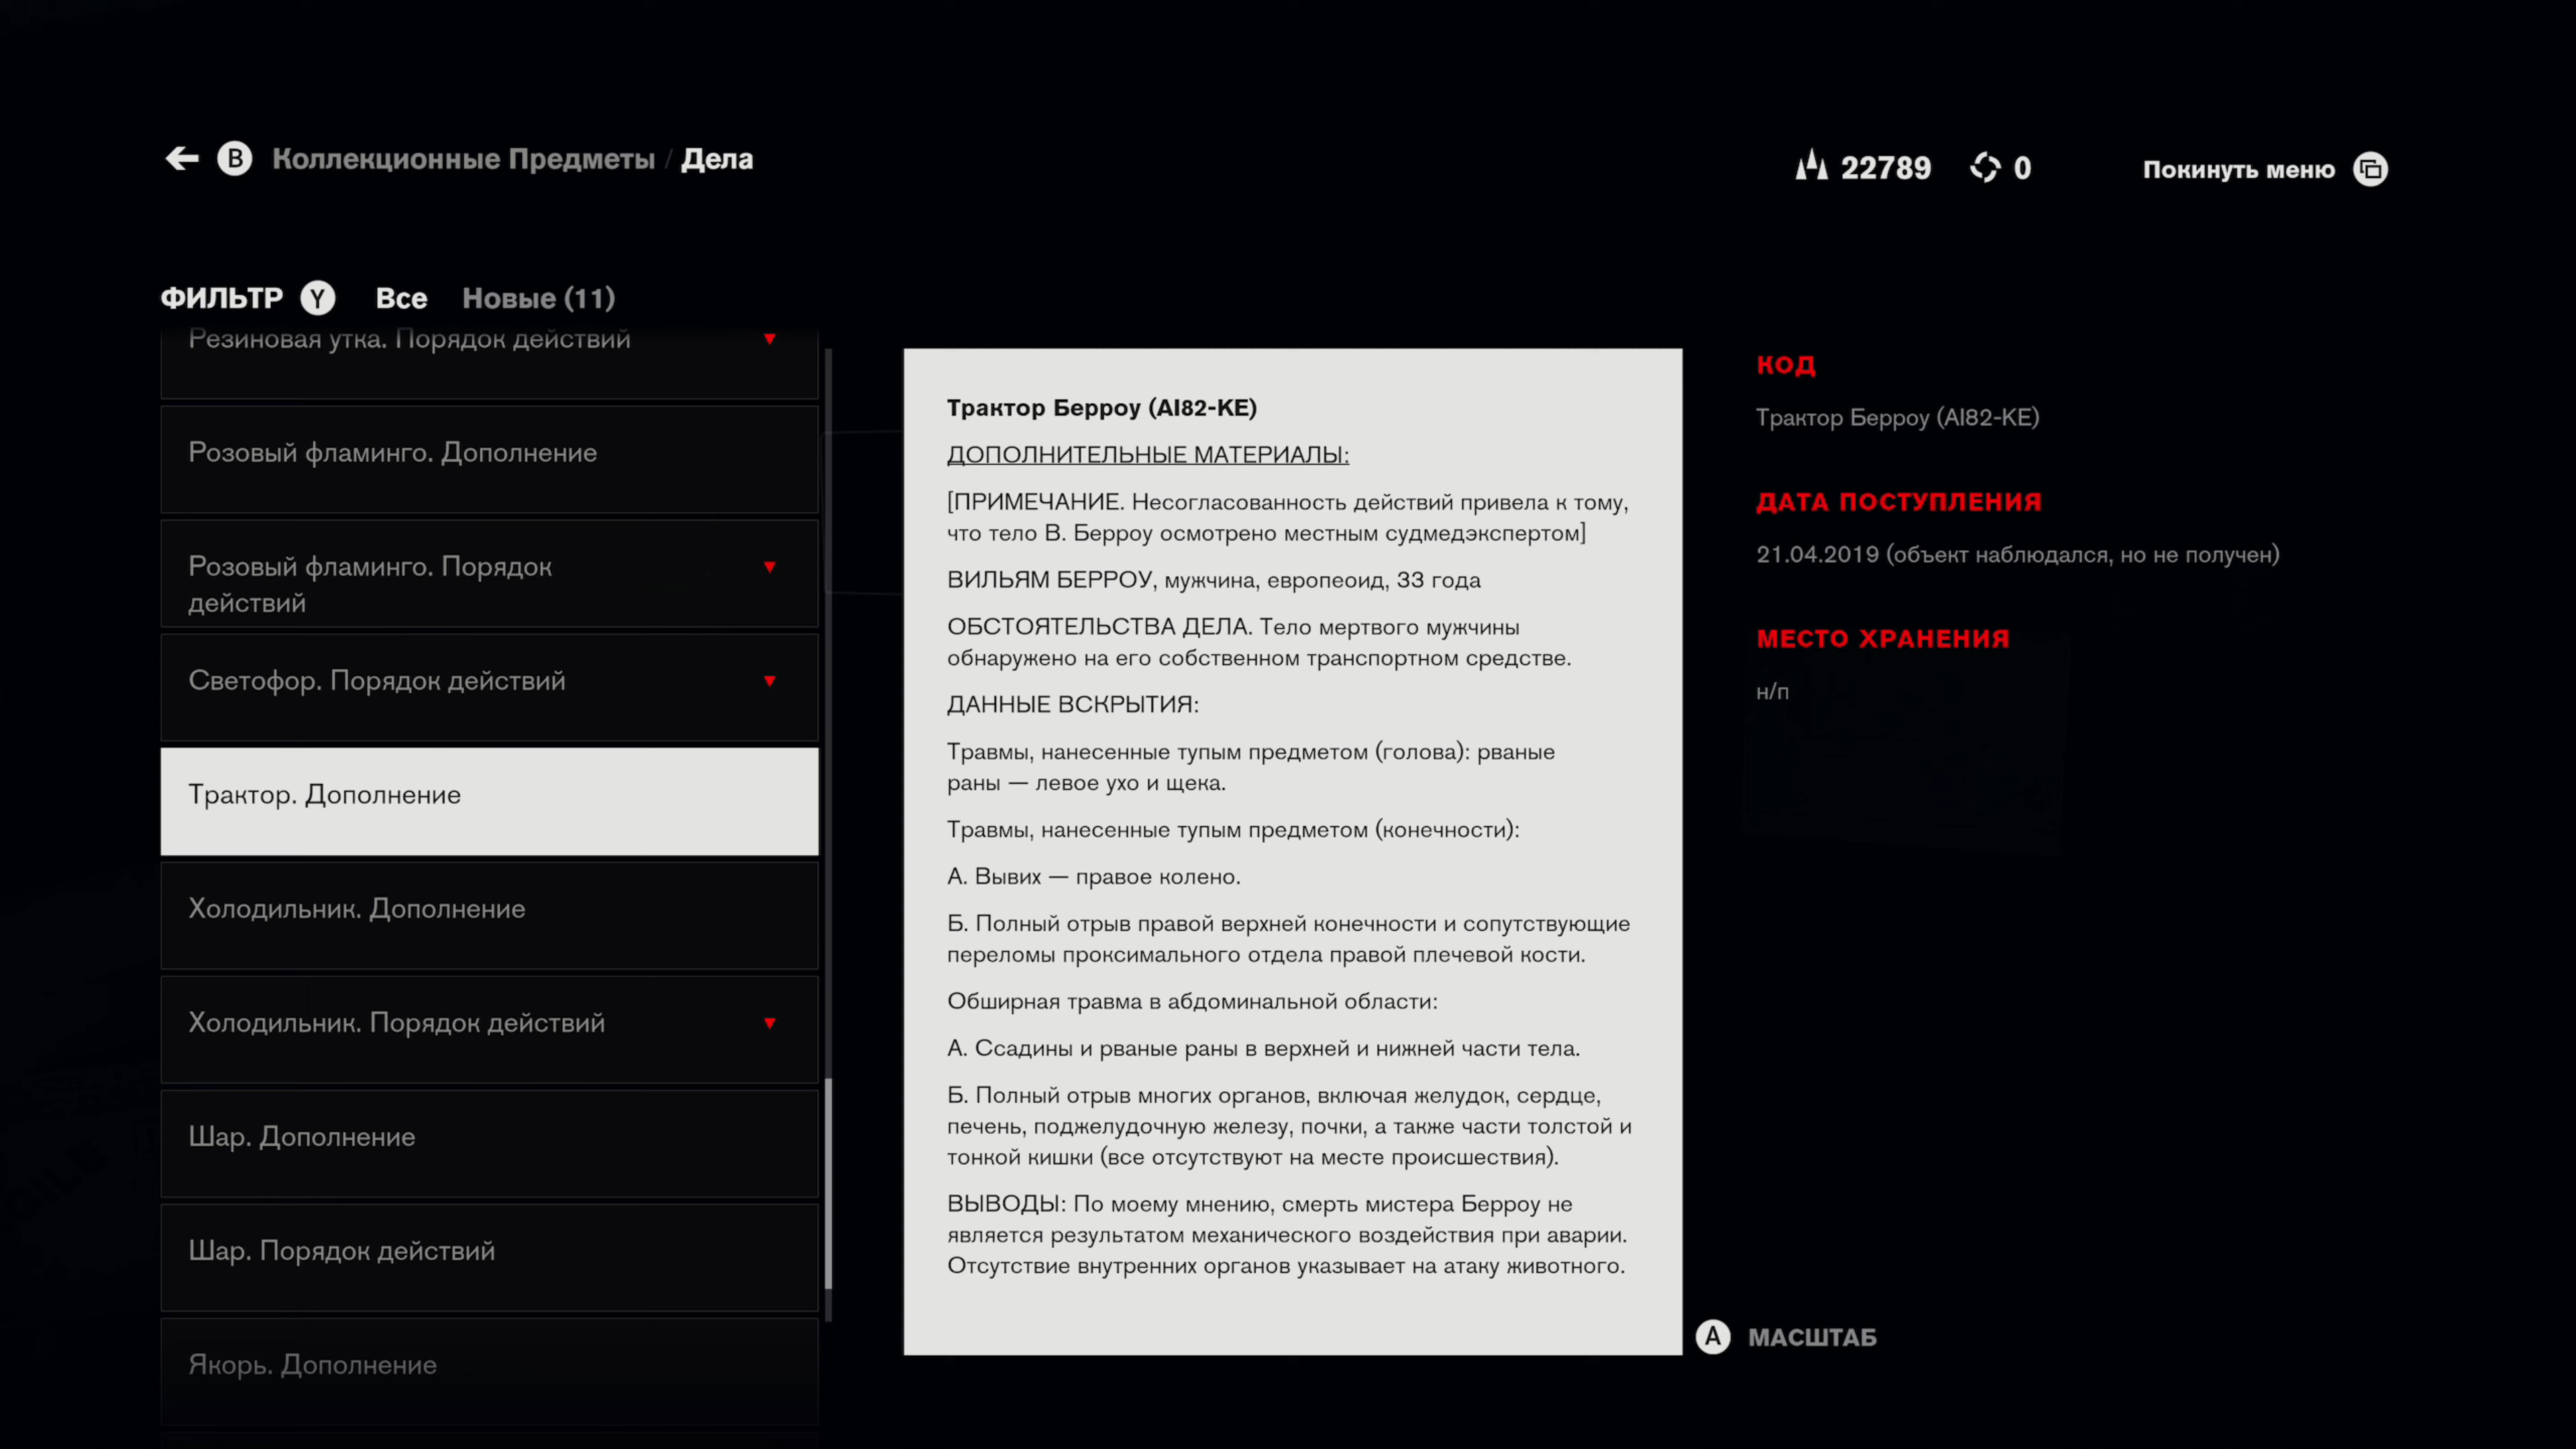 B Коллекционные Предметы / Дела
22789 0 Покинуть меню
ФИЛЬТР Y Все Новые (11)
Резиновая утка. Порядок действий
Розовый фламинго. Дополнение
Розовый фламинго. Порядок
действий
Светофор. Порядок действий
Трактор. Дополнение
Холодильник. Дополнение
Холодильник. Порядок действий
Шар. Дополнение
Шар. Порядок действий
Якорь. Дополнение
Трактор Берроу (AI82-KE)
ДОПОЛНИТЕЛЬНЫЕ МАТЕРИАЛЫ:
[ПРИМЕЧАНИЕ. Несогласованность действий привела к тому,
что тело В. Берроу осмотрено местным судмедэкспертом]
ВИЛЬЯМ БЕРРОУ, мужчина, европеоид, 33 года
ОБСТОЯТЕЛЬСТВА ДЕЛА. Тело мертвого мужчины
обнаружено на его собственном транспортном средстве.
ДАННЫЕ ВСКРЫТИЯ:
Травмы, нанесенные тупым предметом (голова): рваные
раны — левое ухо и щека.
Травмы, нанесенные тупым предметом (конечности):
А. Вывих — правое колено.
Б. Полный отрыв правой верхней конечности и сопутствующие
переломы проксимального отдела правой плечевой кости.
Обширная травма в абдоминальной области:
А. Ссадины и рваные раны в верхней и нижней части тела.
Б. Полный отрыв многих органов, включая желудок, сердце,
печень, поджелудочную железу, почки, а также части толстой и
тонкой кишки (все отсутствуют на месте происшествия).
ВЫВОДЫ: По моему мнению, смерть мистера Берроу не
является результатом механического воздействия при аварии.
Отсутствие внутренних органов указывает на атаку животного.
КОД
Трактор Берроу (AI82-KE)
ДАТА ПОСТУПЛЕНИЯ
21.04.2019 (объект наблюдался, но не получен)
МЕСТО ХРАНЕНИЯ
н/п
A МАСШТАБ